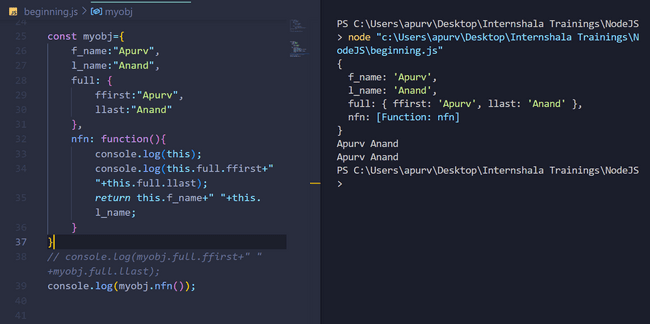 beginning.js > myobj
24
25 const myobj={
26 f_name:"Apurv",
27 l_name:"Anand",
28 full: {
29 ffirst:"Apurv",
30 llast:"Anand"
31 },
32 nfn: function(){
33 console.log(this);
34 console.log(this.full.ffirst+"
"+this.full.llast);
35 return this.f_name+" "+this.
l_name;
36 }
37 }
38 // console.log(myobj.full.ffirst+" "
+myobj.full.llast);
39 console.log(myobj.nfn());
40
41
PS C:\Users\apurv\Desktop\Internshala Trainings\NodeJS
> node "c:\Users\apurv\Desktop\Internshala Trainings\N
odeJS\beginning.js"
{
f_name: 'Apurv',
l_name: 'Anand',
full: { ffirst: 'Apurv', llast: 'Anand' },
nfn: [Function: nfn]
}
Apurv Anand
Apurv Anand
PS C:\Users\apurv\Desktop\Internshala Trainings\NodeJS
>